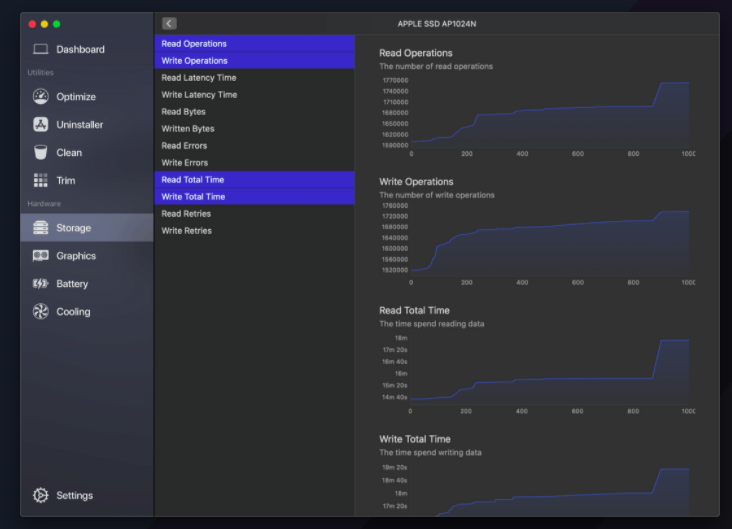 APPLE SSD AP1024N
Dashboard
Utilities
Optimize
Uninstaller
Clean
Trim
Hardware
Storage
Graphics
Battery
Cooling
Settings
Read Operations
Write Operations
Read Latency Time
Write Latency Time
Read Bytes
Written Bytes
Read Errors
Write Errors
Read Total Time
Write Total Time
Read Retries
Write Retries
Read Operations
The number of read operations
1770000
1740000
1710000
1680000
1650000
1620000
1590000
0 200 400 600 800 1000
Write Operations
The number of write operations
1760000
1720000
1680000
1640000
1600000
1560000
1520000
0 200 400 600 800 1000
Read Total Time
The time spend reading data
18m
17m 20s
16m 40s
16m
15m 20s
14m 40s
0 200 400 600 800 1000
Write Total Time
The time spend writing data
19m 20s
18m 40s
18m
17m 20s